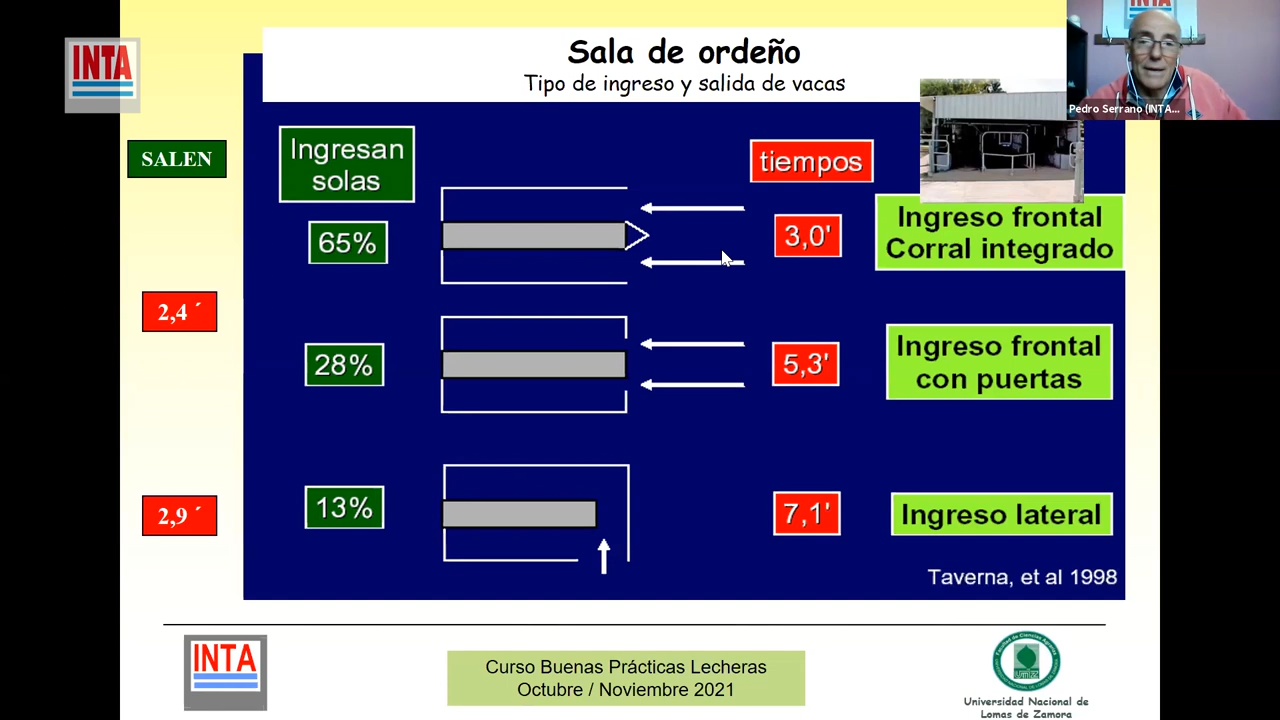 INTA
Sala de ordeño
Tipo de ingreso y salida de vacas
INTA
Pedro Serrano (INTA...
SALEN
Ingresan
solas
tiempos
65%
3,0'
Ingreso frontal
Corral integrado
2,4 ´
28%
5,3'
Ingreso frontal
con puertas
2,9 ´
13%
7,1'
Ingreso lateral
Taverna, et al 1998
INTA
Curso Buenas Prácticas Lecheras
Octubre / Noviembre 2021
Universidad Nacional de
Lomas de Zamora